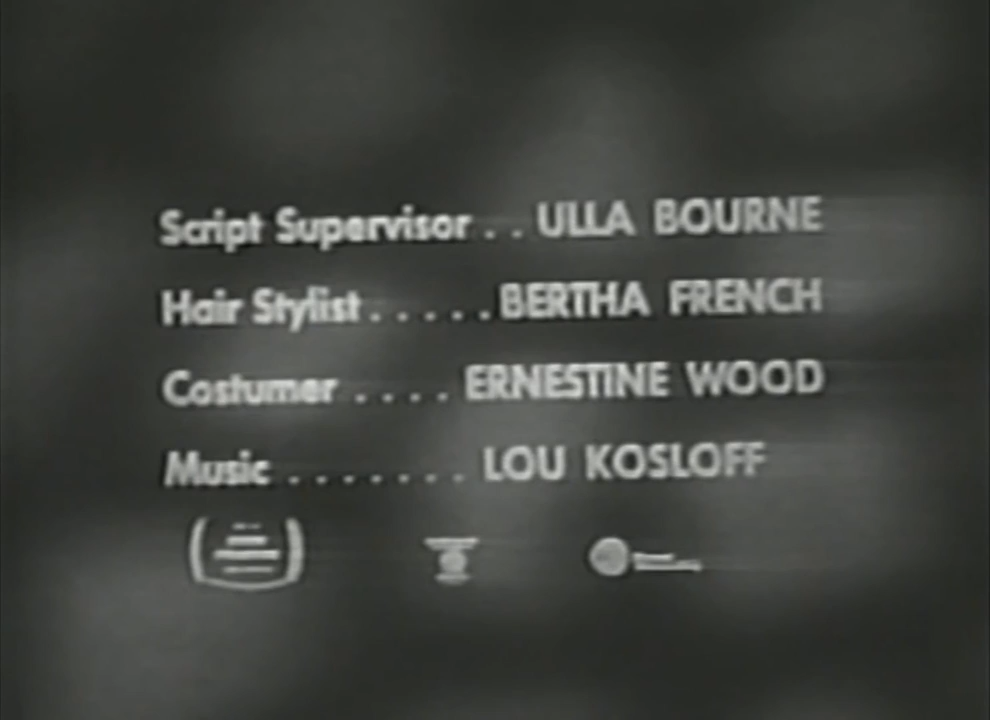 Script Supervisor . . ULLA BOURNE
Hair Stylist . . . . . BERTHA FRENCH
Costumer . . . . ERNESTINE WOOD
Music . . . . . . . . LOU KOSLOFF